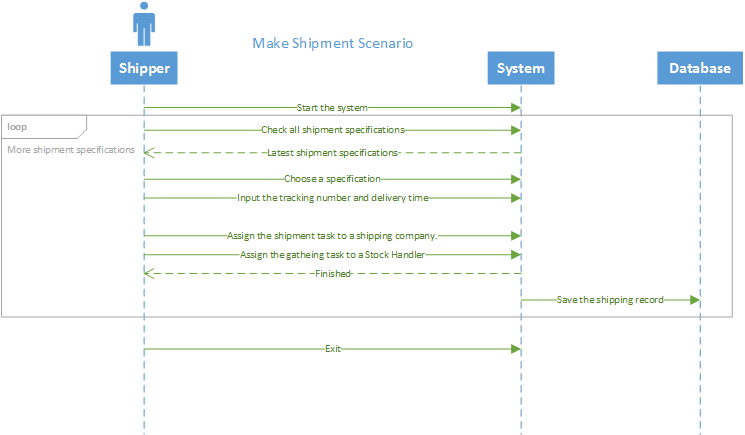 Make Shipment Scenario
Shipper
System
Database
Start the system
loop
Check all shipment specifications
More shipment specifications
Latest shipment specifications
Choose a specification
Input the tracking number and delivery time
Assign the shipment task to a shipping company.
Assign the gatheing task to a Stock Handler
Finished
Save the shipping record
Exit